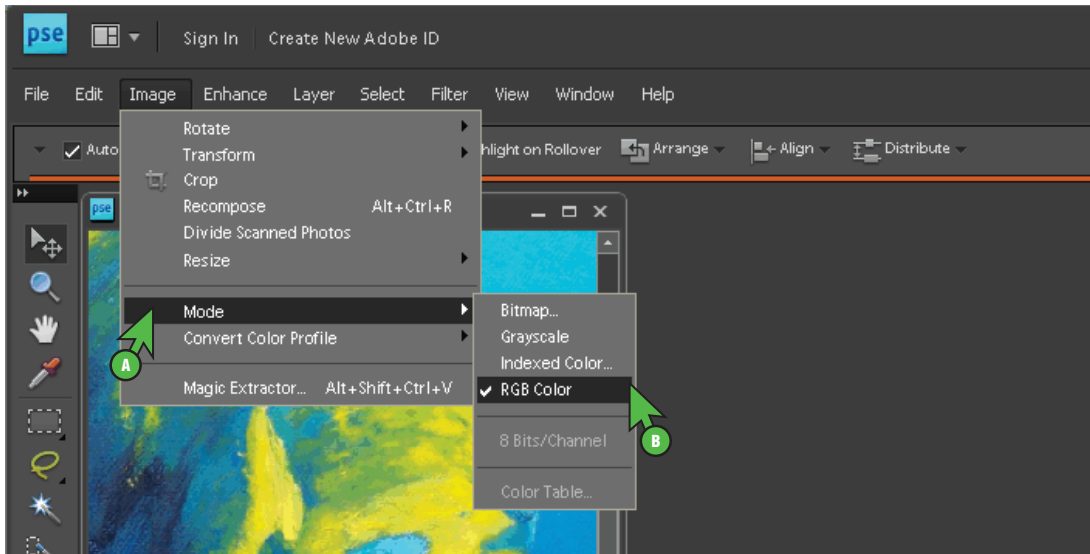 pse Sign In Create New Adobe ID
File Edit Image Enhance Layer Select Filter View Window Help
Auto hlight on Rollover Arrange Align Distribute
Rotate
Transform
Crop
Recompose Alt+Ctrl+R
Divide Scanned Photos
Resize
pse
Mode
Convert Color Profile
Magic Extractor... Alt+Shift+Ctrl+V
Bitmap...
Grayscale
Indexed Color...
RGB Color
8 Bits/Channel
Color Table...
A
B